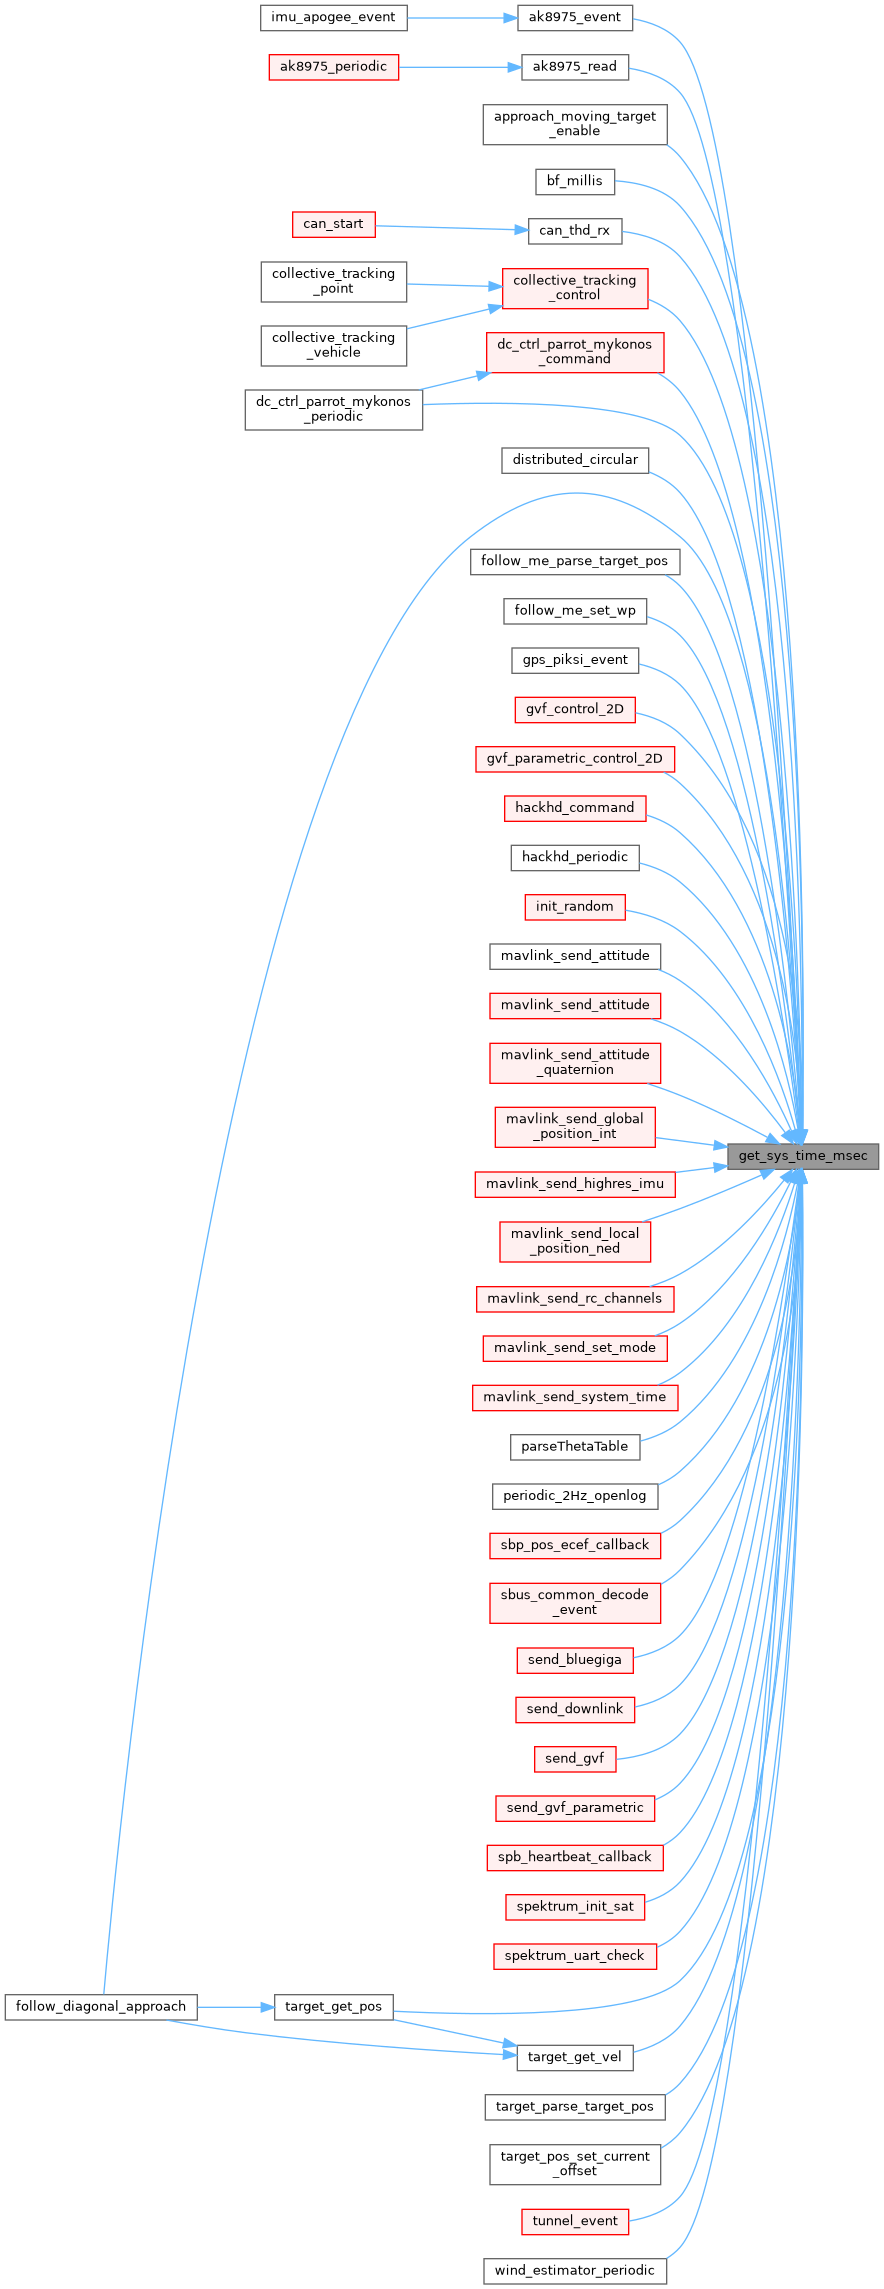 imu_apogee_event
ak8975_event
ak8975_periodic
ak8975_read
approach_moving_target
_enable
bf_millis
can_start
can_thd_rx
collective_tracking
_point
collective_tracking
_control
collective_tracking
_vehicle
dc_ctrl_parrot_mykonos
_command
dc_ctrl_parrot_mykonos
_periodic
distributed_circular
follow_me_parse_target_pos
follow_me_set_wp
gps_piksi_event
gvf_control_2D
gvf_parametric_control_2D
hackhd_command
hackhd_periodic
init_random
mavlink_send_attitude
mavlink_send_attitude
mavlink_send_attitude
_quaternion
mavlink_send_global
_position_int
get_sys_time_msec
mavlink_send_highres_imu
mavlink_send_local
_position_ned
mavlink_send_rc_channels
mavlink_send_set_mode
mavlink_send_system_time
parseThetaTable
periodic_2Hz_openlog
sbp_pos_ecef_callback
sbus_common_decode
_event
send_bluegiga
send_downlink
send_gvf
send_gvf_parametric
spb_heartbeat_callback
spektrum_init_sat
spektrum_uart_check
follow_diagonal_approach
target_get_pos
target_get_vel
target_parse_target_pos
target_pos_set_current
_offset
tunnel_event
wind_estimator_periodic